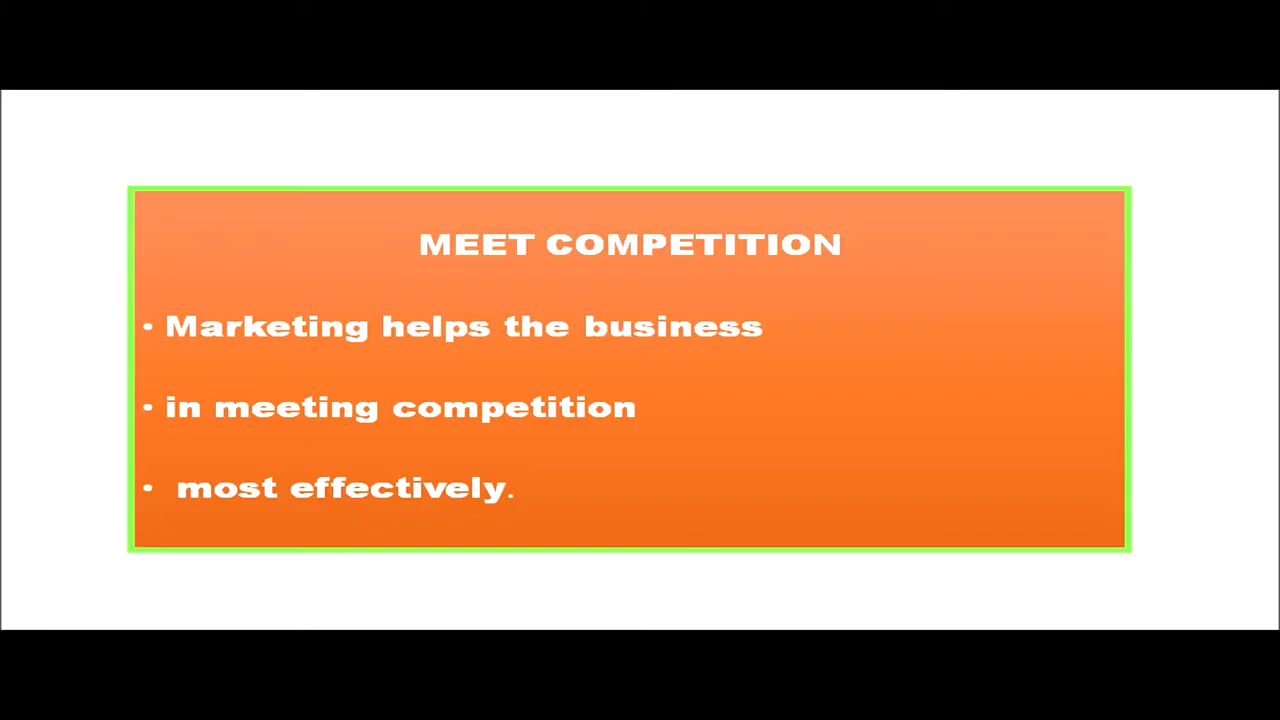 MEET COMPETITION
• Marketing helps the business
• in meeting competition
• most effectively.